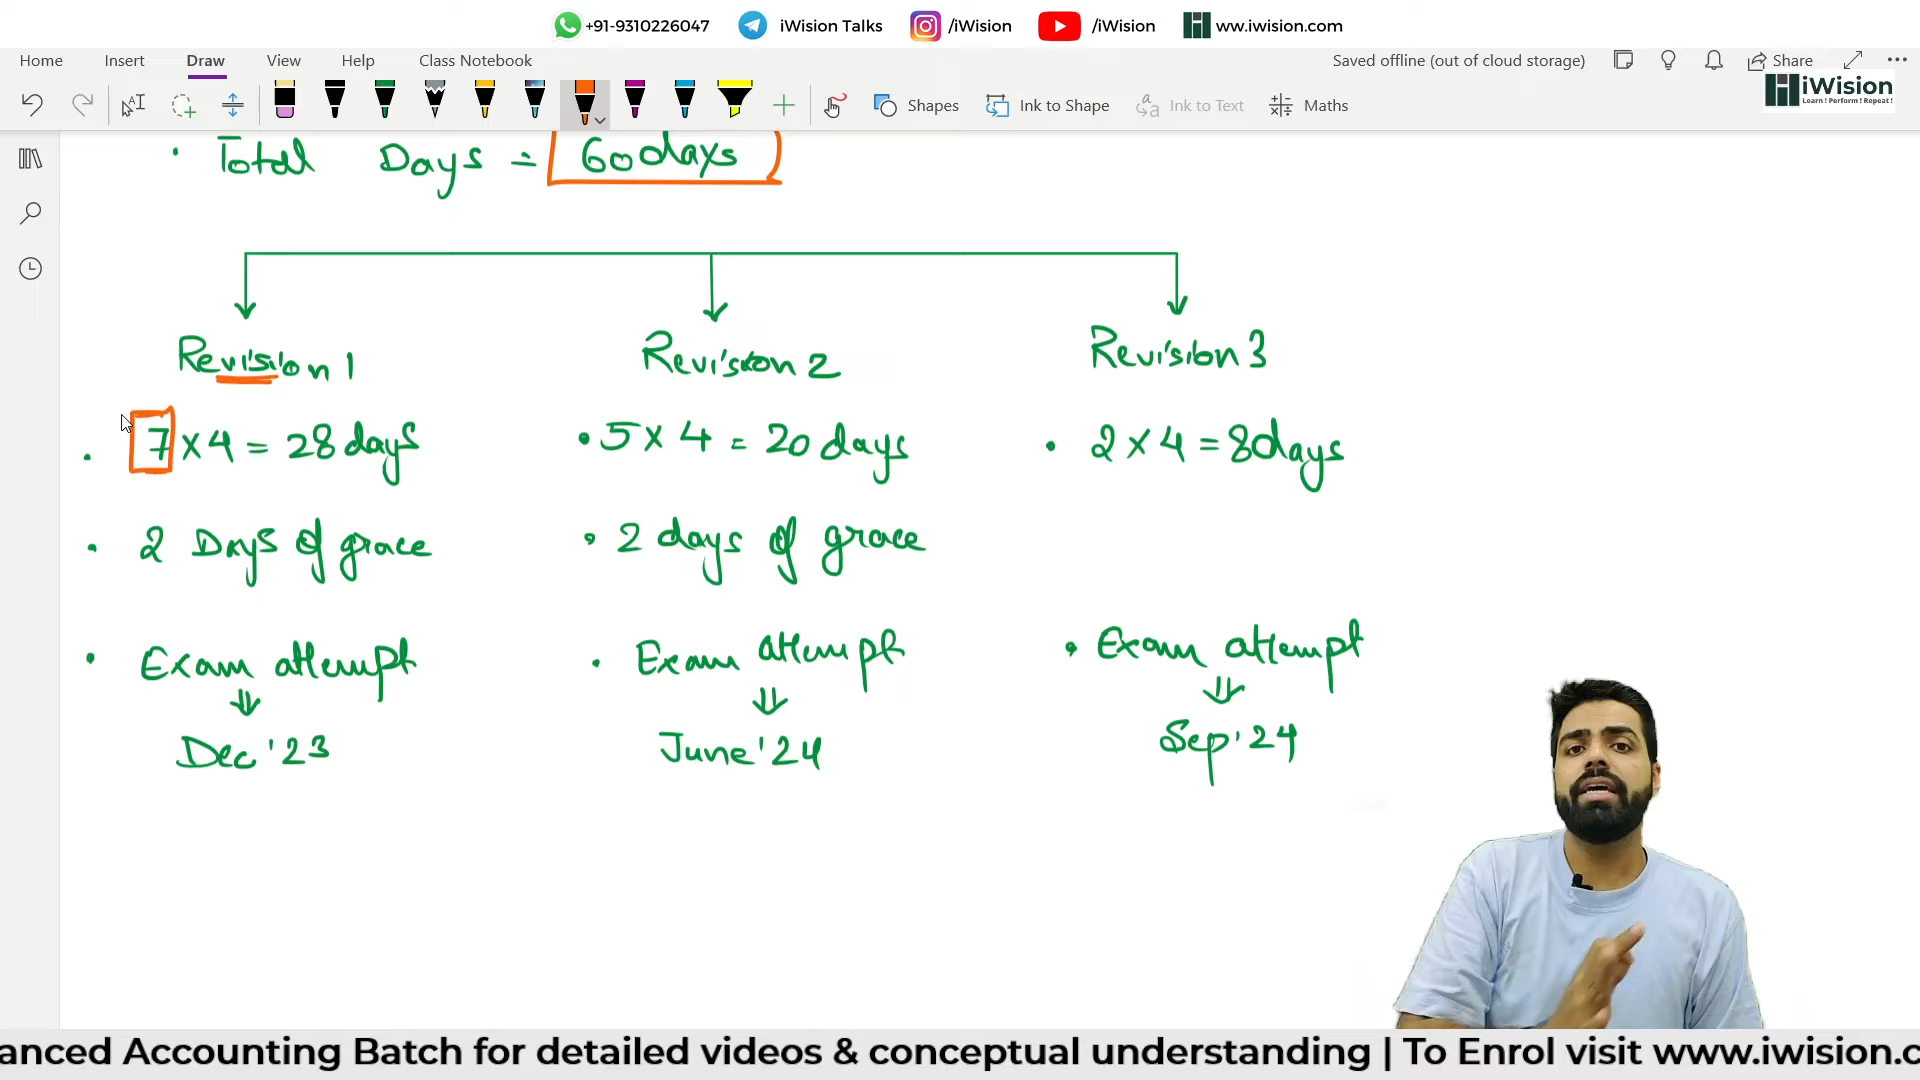 +91-9310226047 iWision Talks /iWision /iWision ww.iwision.com
Home Insert Draw View Help Class Notebook Saved offline (out of cloud storage) Share
iWision
Learn ! Perform ! Repeat !
Shapes Ink to Shape Ink to Text Maths
· Total Days = 60 days
Revision 1 Revision 2 Revision 3
· 7 × 4 = 28 days • 5 × 4 = 20 days • 2 × 4 = 8 days
· 2 Days of grace • 2 days of grace
• Exam attempt • Exam attempt • Exam attempt
Dec '23 June '24 Sep '24
anced Accounting Batch for detailed videos & conceptual understanding | To Enrol visit www.iwision.c